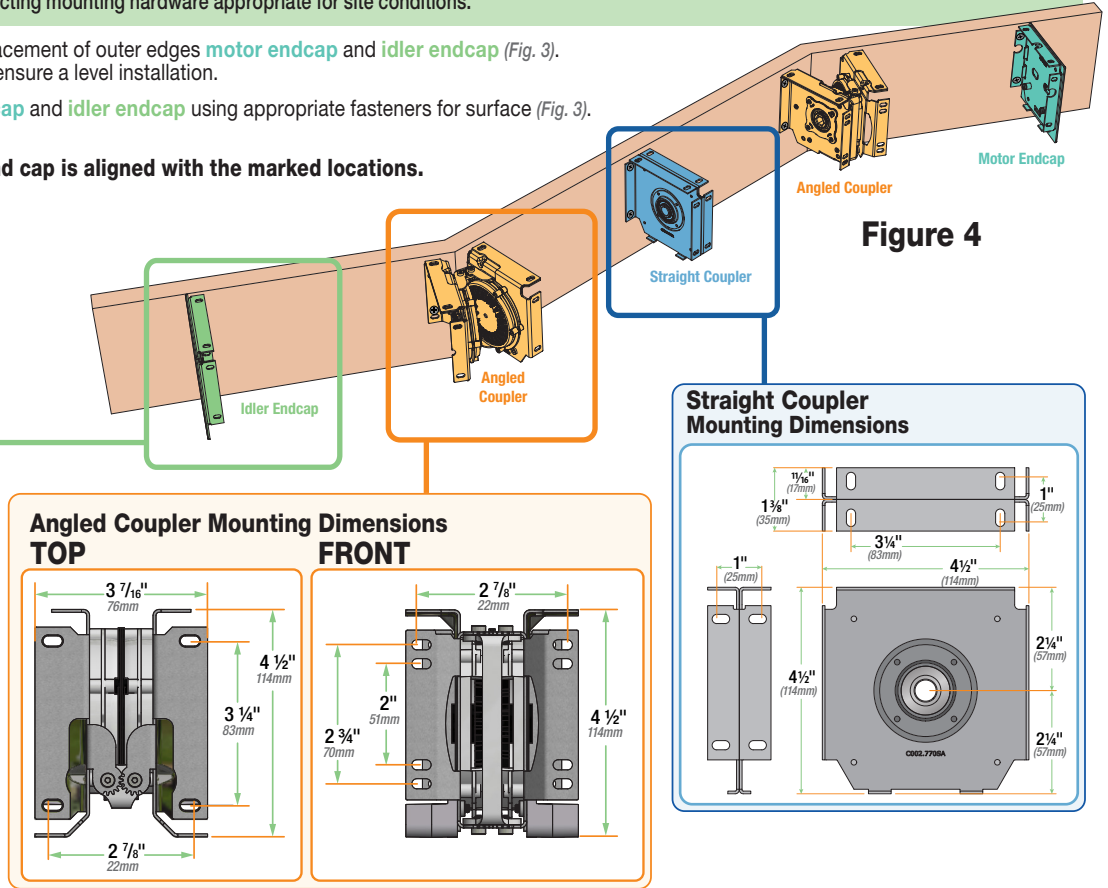 cting mounting hardware appropriate for site conditions.
acement of outer edges motor endcap and idler endcap (Fig. 3).
ensure a level installation.
ap and idler endcap using appropriate fasteners for surface (Fig. 3).
nd cap is aligned with the marked locations.
Motor Endcap
Angled Coupler
Figure 4
Straight Coupler
Angled
Coupler
Idler Endcap
Straight Coupler
Mounting Dimensions
11/16"
(17mm)
1⅜"
(35mm)
1"
(25mm)
3¼"
(83mm)
4½"
(114mm)
1"
(25mm)
4½"
(114mm)
2¼"
(57mm)
2¼"
(57mm)
C002.770SA
Angled Coupler Mounting Dimensions
TOP
FRONT
3 7/16"
76mm
4 ½"
114mm
3 ¼"
83mm
2 7/8"
22mm
2 7/8"
22mm
2"
51mm
2 ¾"
70mm
4 ½"
114mm